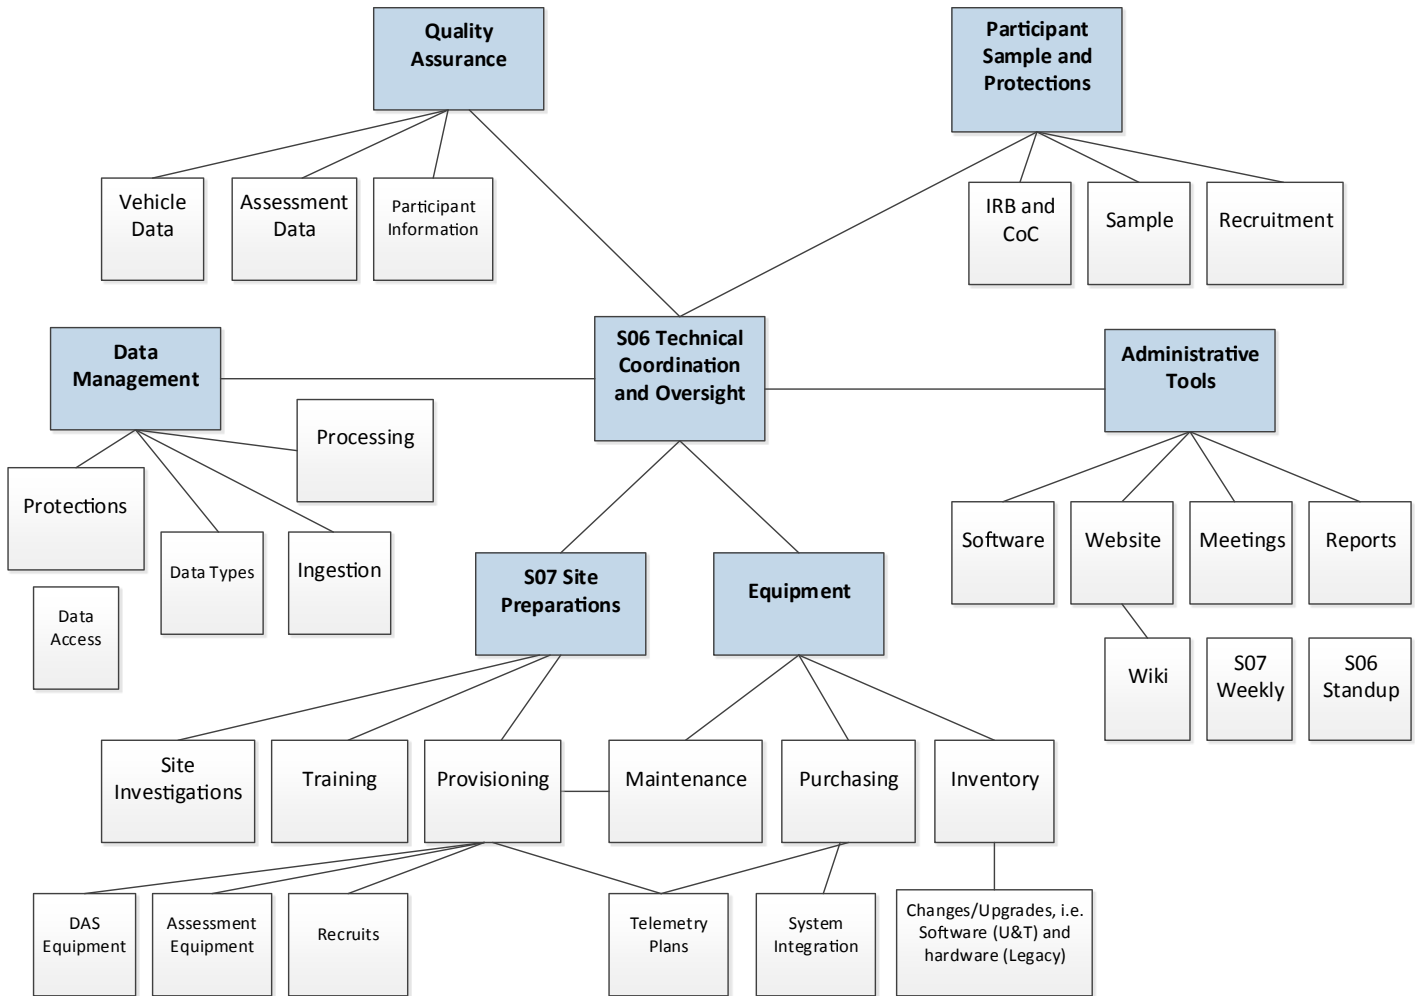 Quality
Assurance
Participant
Sample and
Protections
Vehicle
Data
Assessment
Data
Participant
Information
IRB and
CoC
Sample
Recruitment
Data
Management
S06 Technical
Coordination
and Oversight
Administrative
Tools
Processing
Protections
Data Types
Ingestion
Data
Access
S07 Site
Preparations
Equipment
Software
Website
Meetings
Reports
Wiki
S07
Weekly
S06
Standup
Site
Investigations
Training
Provisioning
Maintenance
Purchasing
Inventory
DAS
Equipment
Assessment
Equipment
Recruits
Telemetry
Plans
System
Integration
Changes/Upgrades, i.e.
Software (U&T) and
hardware (Legacy)